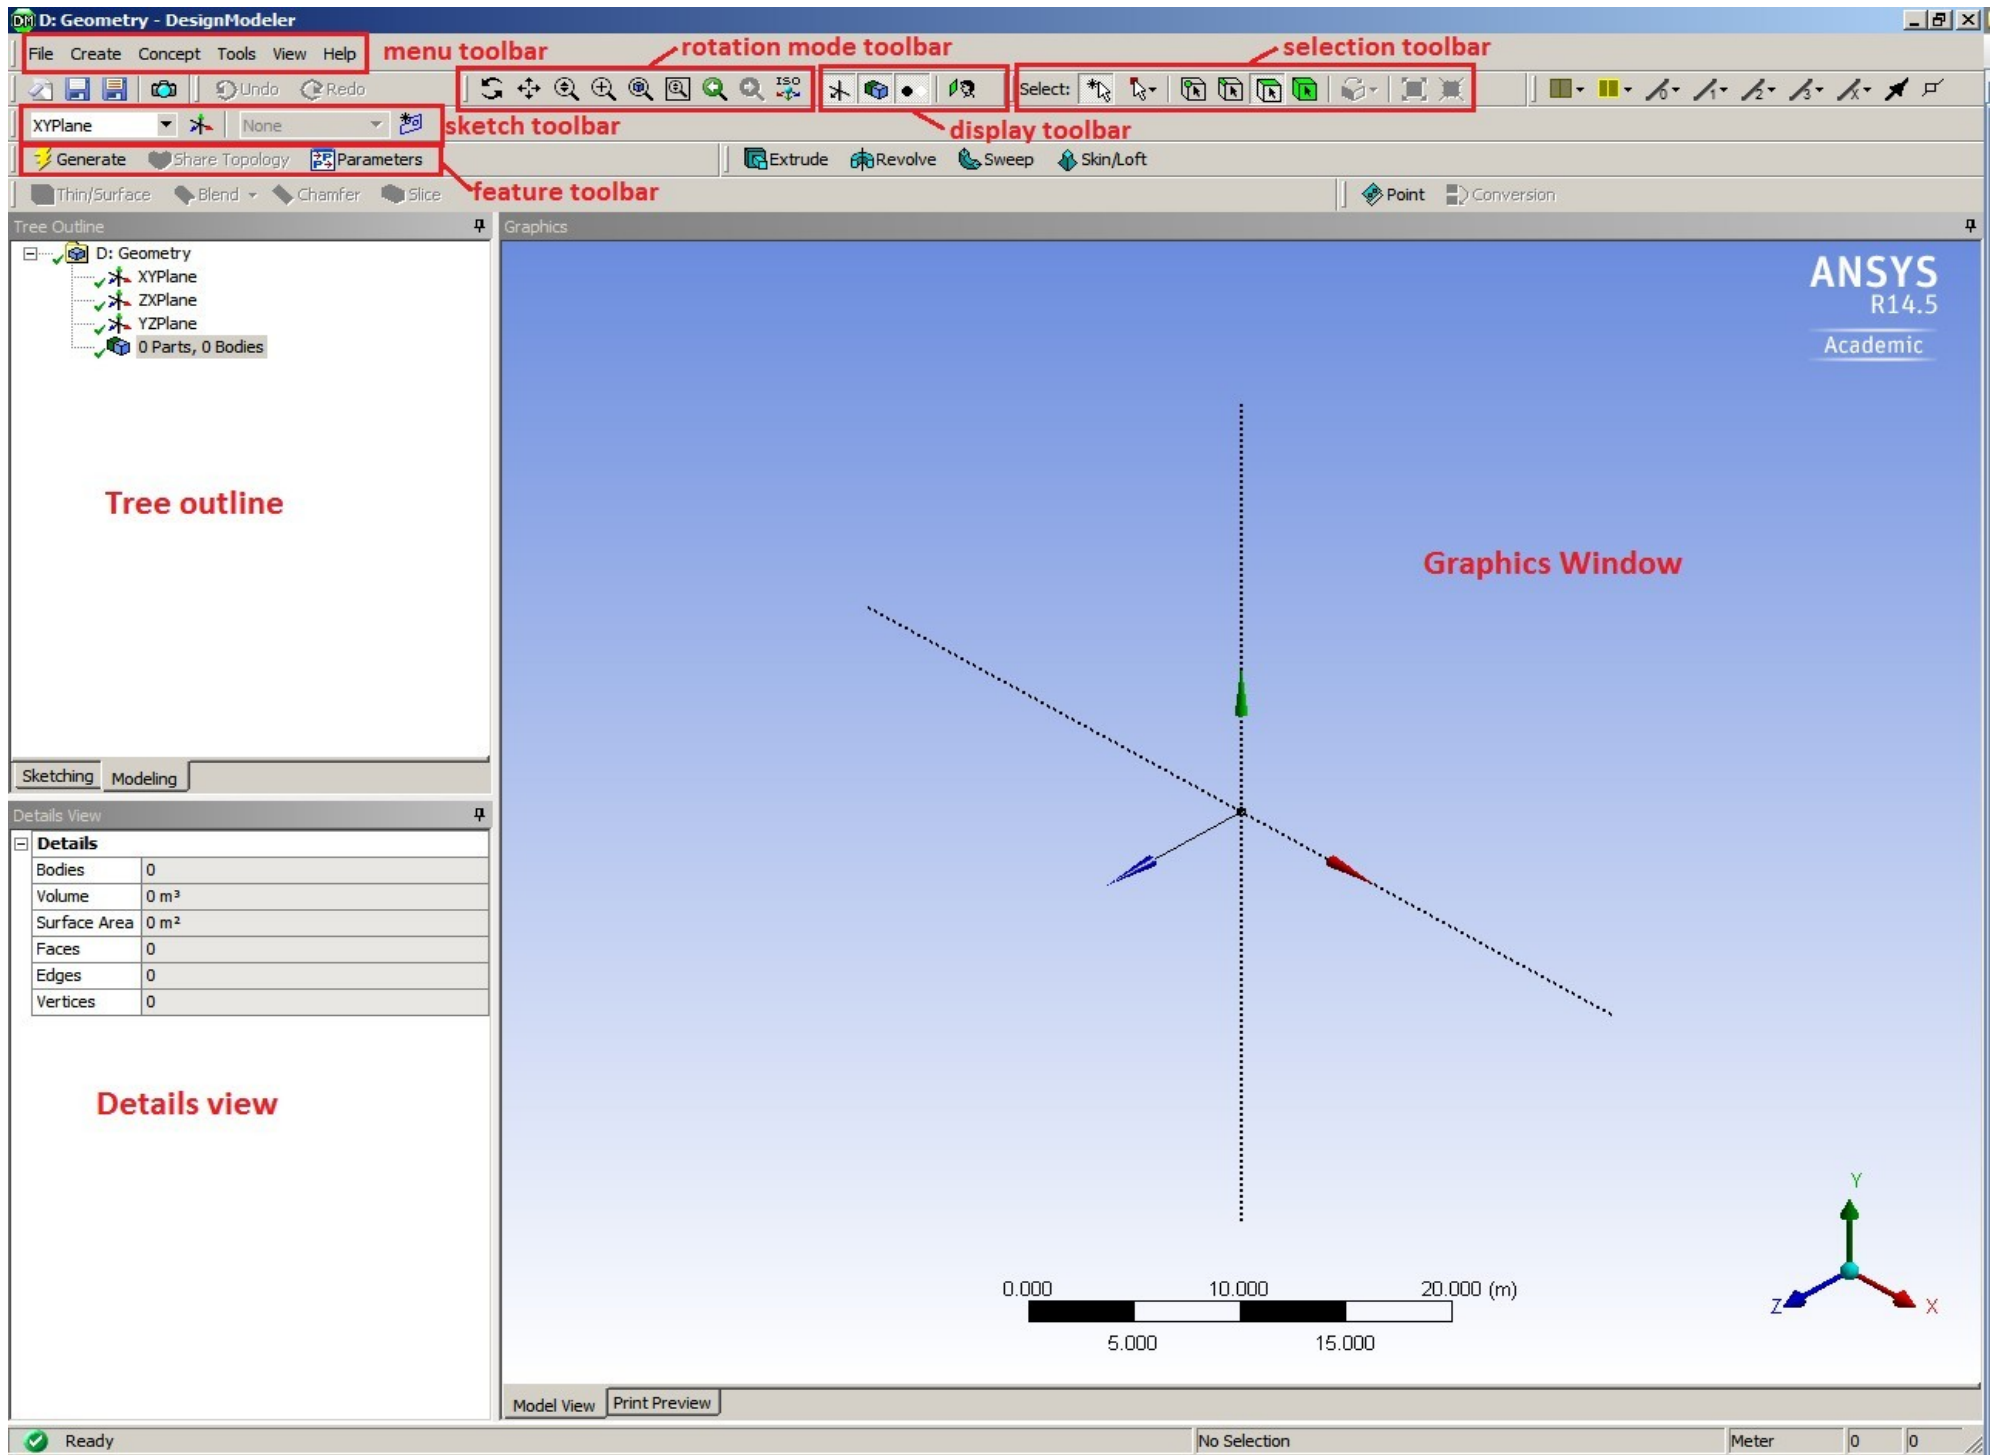 DM D: Geometry - DesignModeler
File Create Concept Tools View Help menu toolbar rotation mode toolbar selection toolbar
Undo Redo ISO Select:
XYPlane None sketch toolbar display toolbar
Generate Share Topology Parameters Extrude Revolve Sweep Skin/Loft
Thin/Surface Blend Chamfer Slice feature toolbar Point Conversion
Tree Outline
D: Geometry
XYPlane
ZXPlane
YZPlane
0 Parts, 0 Bodies
Tree outline
Sketching Modeling
Details View
Details
Bodies 0
Volume 0 m³
Surface Area 0 m²
Faces 0
Edges 0
Vertices 0
Details view
Graphics
ANSYS
R14.5
Academic
Graphics Window
Y
Z X
0.000 10.000 20.000 (m)
5.000 15.000
Model View Print Preview
Ready No Selection Meter 0 0